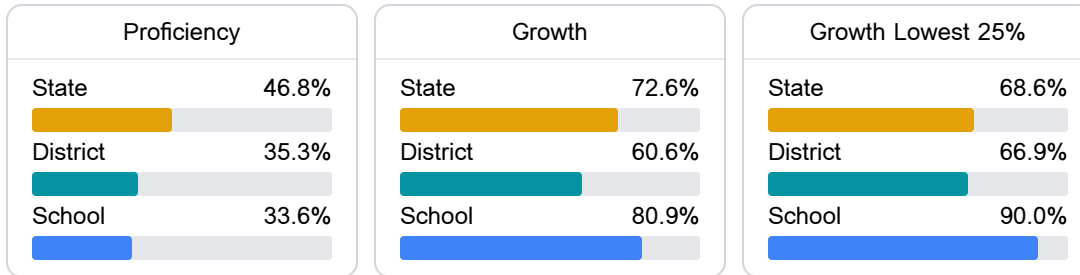 Proficiency
State 46.8%
District 35.3%
School 33.6%
Growth
State 72.6%
District 60.6%
School 80.9%
Growth Lowest 25%
State 68.6%
District 66.9%
School 90.0%